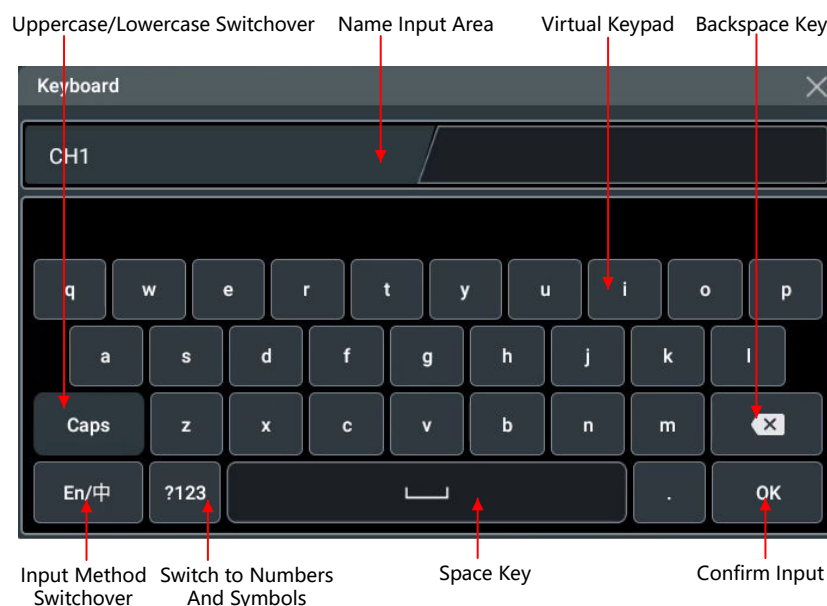 Uppercase/Lowercase Switchover Name Input Area Virtual Keypad Backspace Key
Keyboard
CH1
q w e r t y u i o p
a s d f g h j k l
Caps z x c v b n m
En/中 ?123 . OK
Input Method Switchover
Switch to Numbers And Symbols
Space Key
Confirm Input